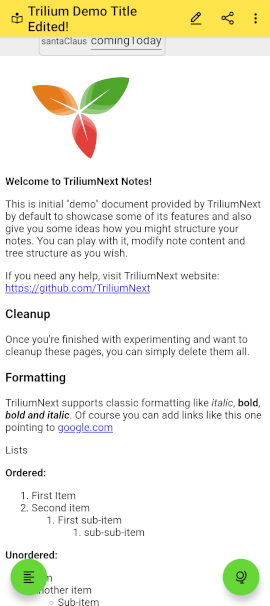 Trilium Demo Title
Edited!
santaClaus comingToday
Welcome to TriliumNext Notes!
This is initial "demo" document provided by TriliumNext
by default to showcase some of its features and also
give you some ideas how you might structure your
notes. You can play with it, modify note content and
tree structure as you wish.
If you need any help, visit TriliumNext website:
https://github.com/TriliumNext
Cleanup
Once you're finished with experimenting and want to
cleanup these pages, you can simply delete them all.
Formatting
TriliumNext supports classic formatting like italic, bold,
bold and italic. Of course you can add links like this one
pointing to google.com
Lists
Ordered:
1. First Item
2. Second item
1. First sub-item
1. sub-sub-item
Unordered:
item
○ Sub-item